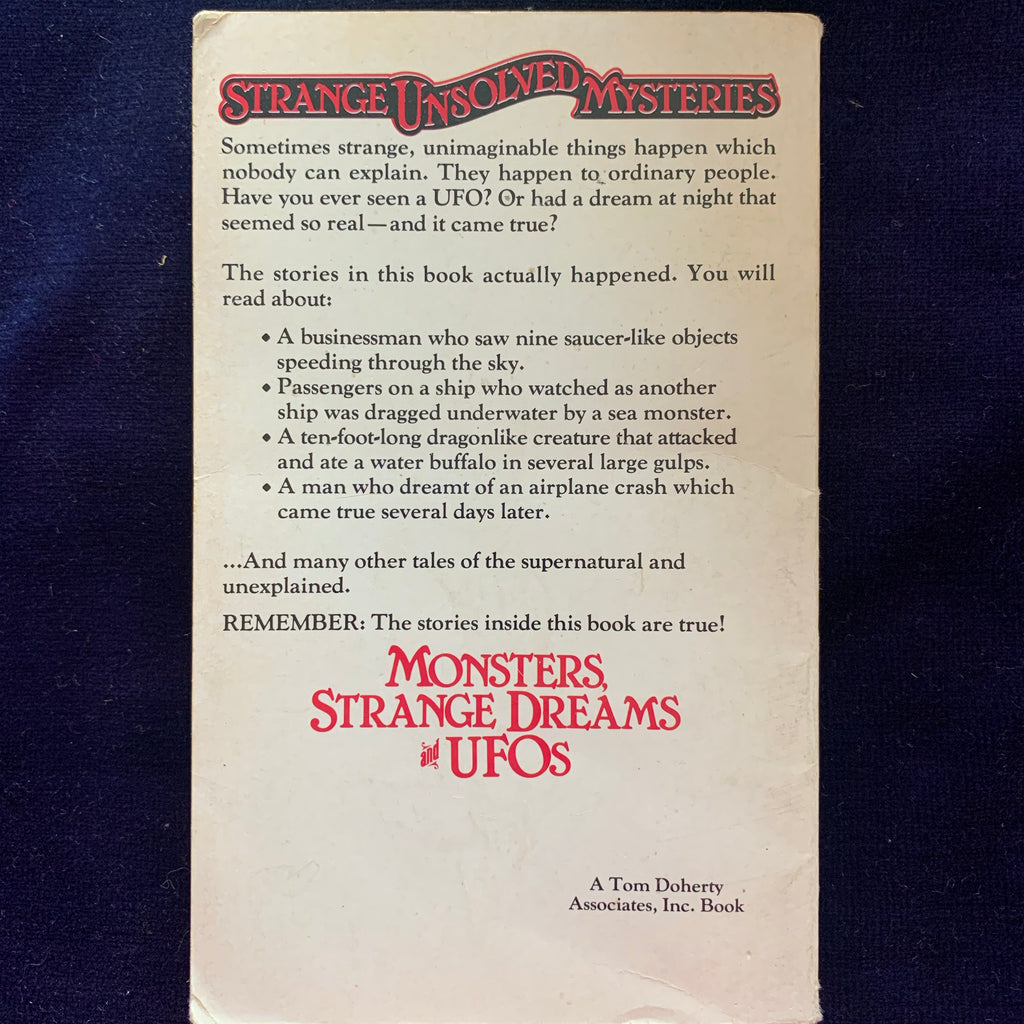 STRANGE UNSOLVED MYSTERIES
Sometimes strange, unimaginable things happen which
nobody can explain. They happen to ordinary people.
Have you ever seen a UFO? Or had a dream at night that
seemed so real—and it came true?
The stories in this book actually happened. You will
read about:
• A businessman who saw nine saucer-like objects
speeding through the sky.
• Passengers on a ship who watched as another
ship was dragged underwater by a sea monster.
• A ten-foot-long dragonlike creature that attacked
and ate a water buffalo in several large gulps.
• A man who dreamt of an airplane crash which
came true several days later.
...And many other tales of the supernatural and
unexplained.
REMEMBER: The stories inside this book are true!
MONSTERS,
STRANGE DREAMS
and UFOS
A Tom Doherty
Associates, Inc. Book